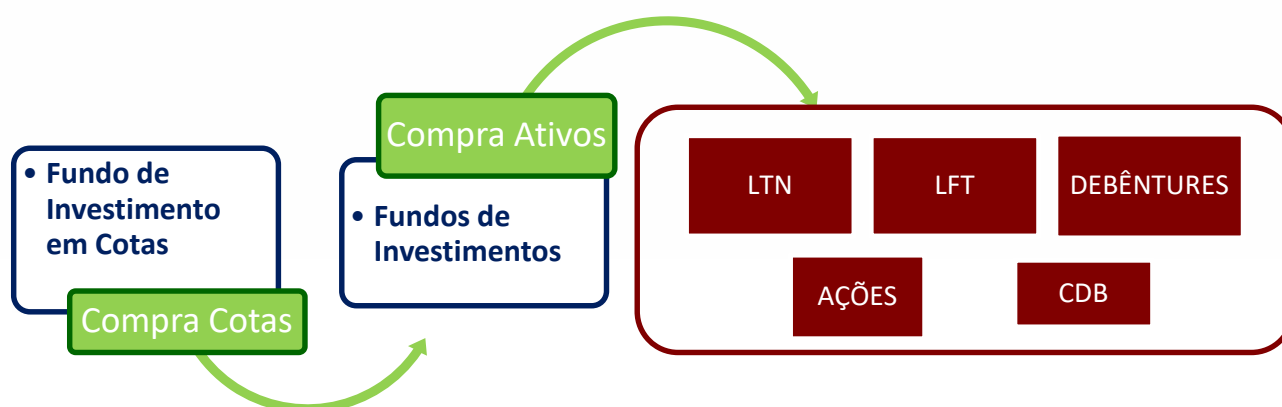 • Fundo de
Investimento
em Cotas
Compra Cotas
Compra Ativos
• Fundos de
Investimentos
LTN
LFT
DEBÊNTURES
AÇÕES
CDB